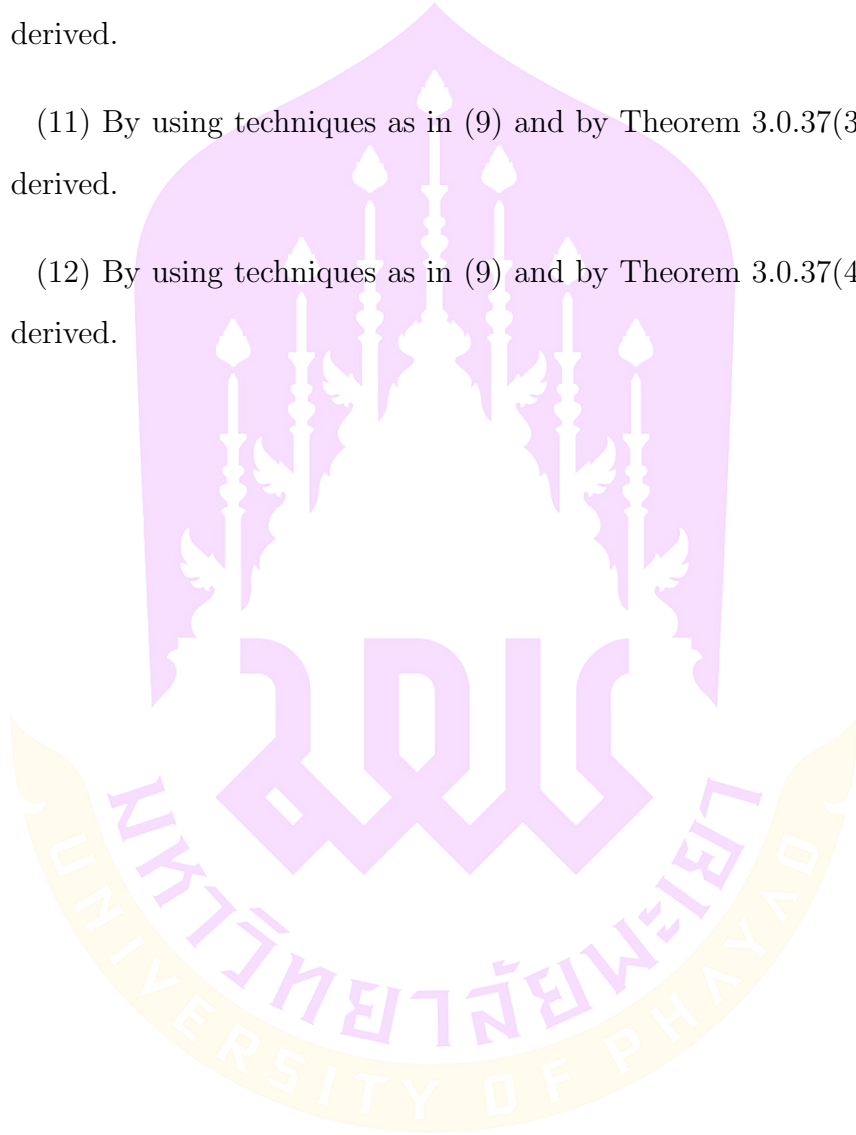 derived.
(11) By using techniques as in (9) and by Theorem 3.0.37(3
derived.
(12) By using techniques as in (9) and by Theorem 3.0.37(4
derived.
มหาวิทยาลัยพะเยา
UNIVERSITY OF PHAYAO